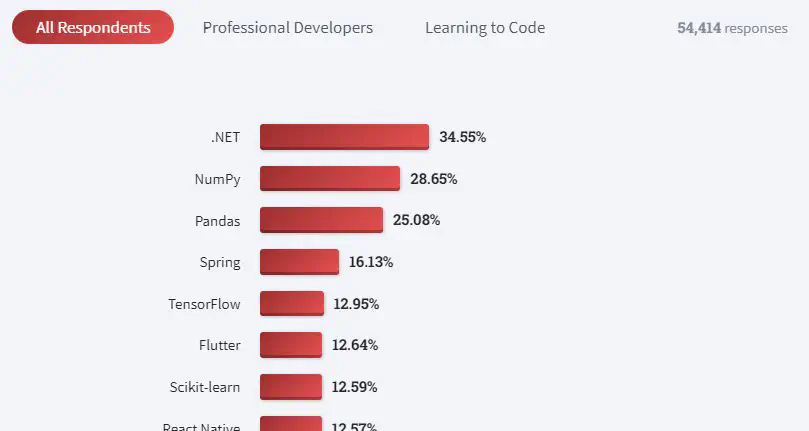 All Respondents Professional Developers Learning to Code 54,414 responses
.NET 34.55%
NumPy 28.65%
Pandas 25.08%
Spring 16.13%
TensorFlow 12.95%
Flutter 12.64%
Scikit-learn 12.59%
React Native 12.57%